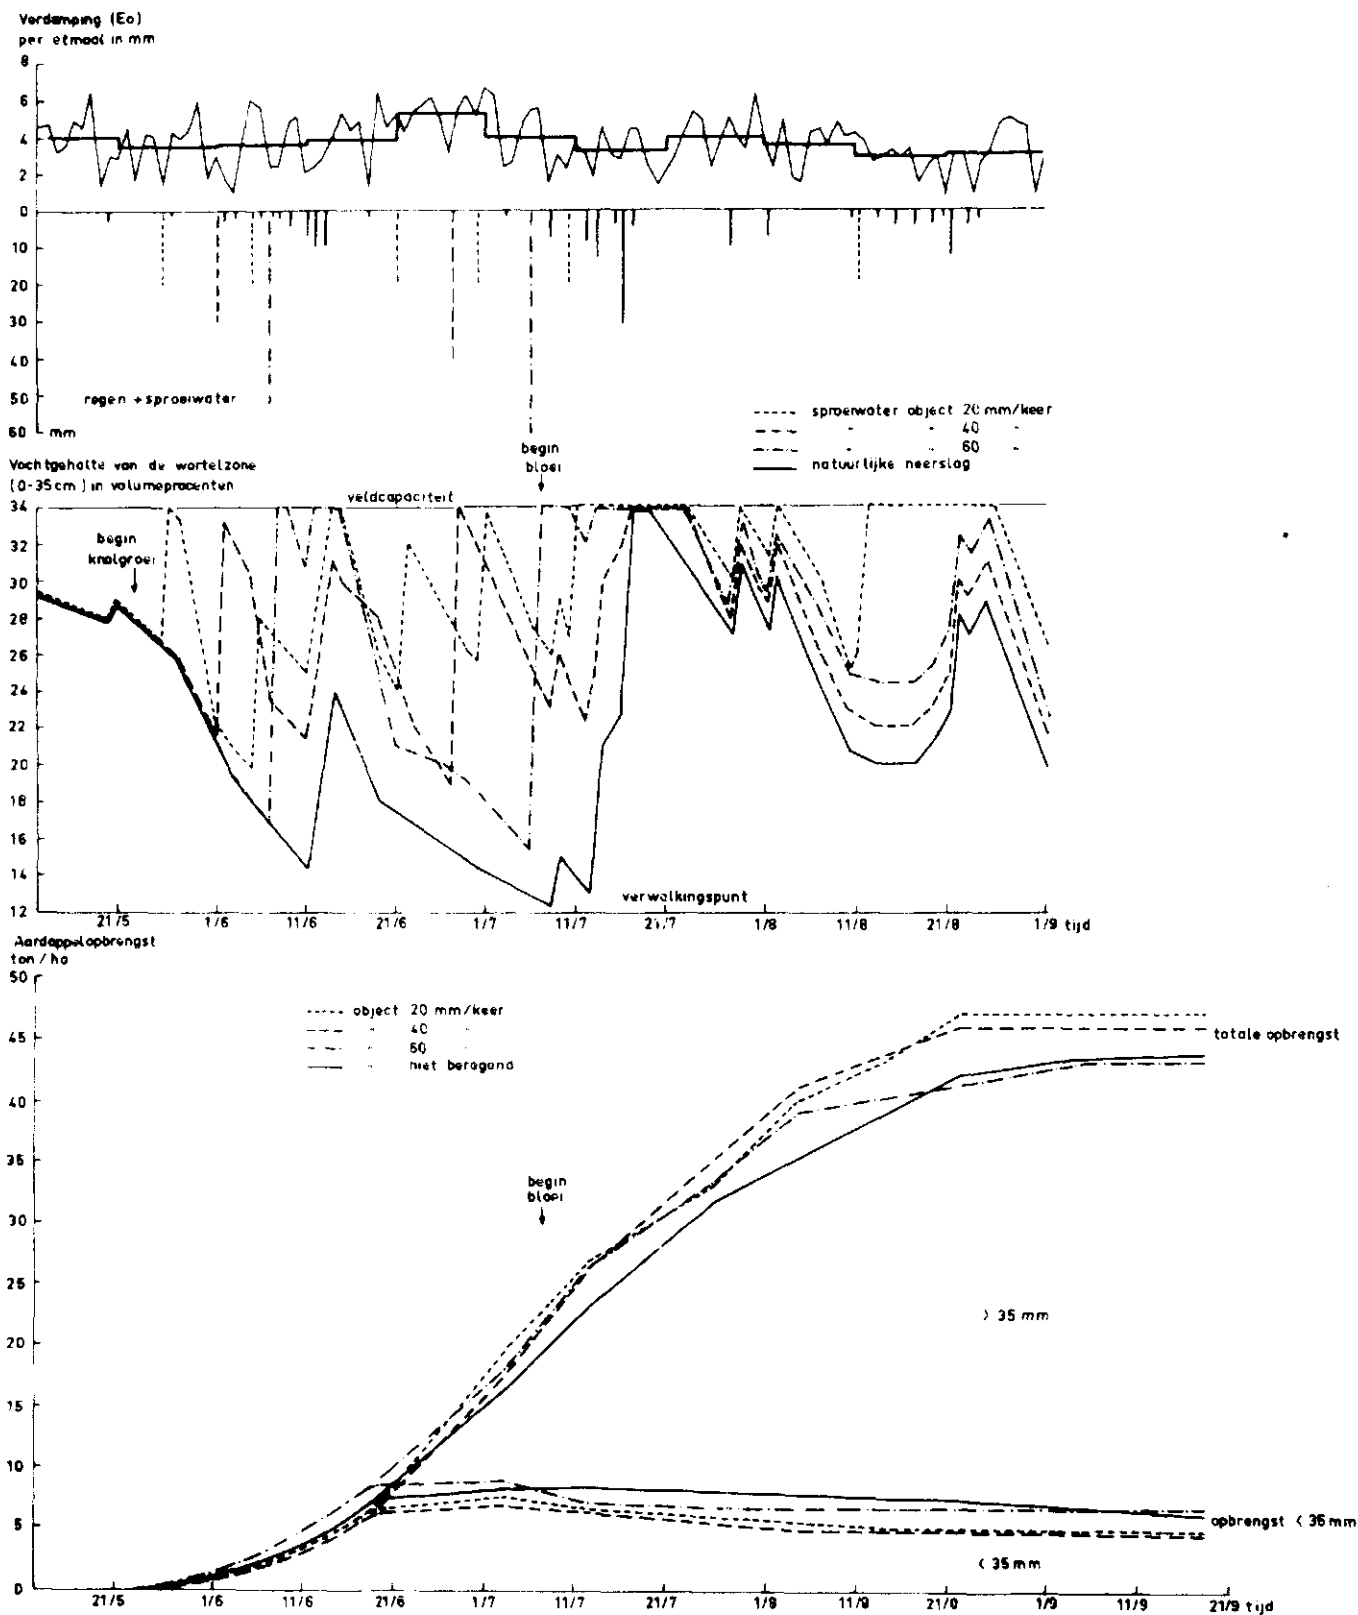 Verdamping (Eo)
per etmaal in mm
8
6
4
2
0
10
20
30
40
50
60 mm
regen + sproeiwater
------ sproeiwater object 20 mm/keer
" " 40 "
" " 60 "
natuurlijke neerslag
begin
bloei
Vochtgehalte van de wortelzone
(0-35cm) in volumeprocenten
veldcapaciteit
34
32
30
28
26
24
22
20
18
16
14
12
begin
knolgroei
verwelkingspunt
21/5 1/6 11/6 21/6 1/7 11/7 21/7 1/8 11/8 21/8 1/9 tijd
Aardappelopbrengst
ton/ha
50
45
40
35
30
25
20
15
10
5
0
------ object 20 mm/keer
" 40 "
" 60 "
" niet beregend
totale opbrengst
begin
bloei
> 35 mm
opbrengst < 35 mm
< 35 mm
21/5 1/6 11/6 21/6 1/7 11/7 21/7 1/8 11/8 21/8 1/9 11/9 21/9 tijd